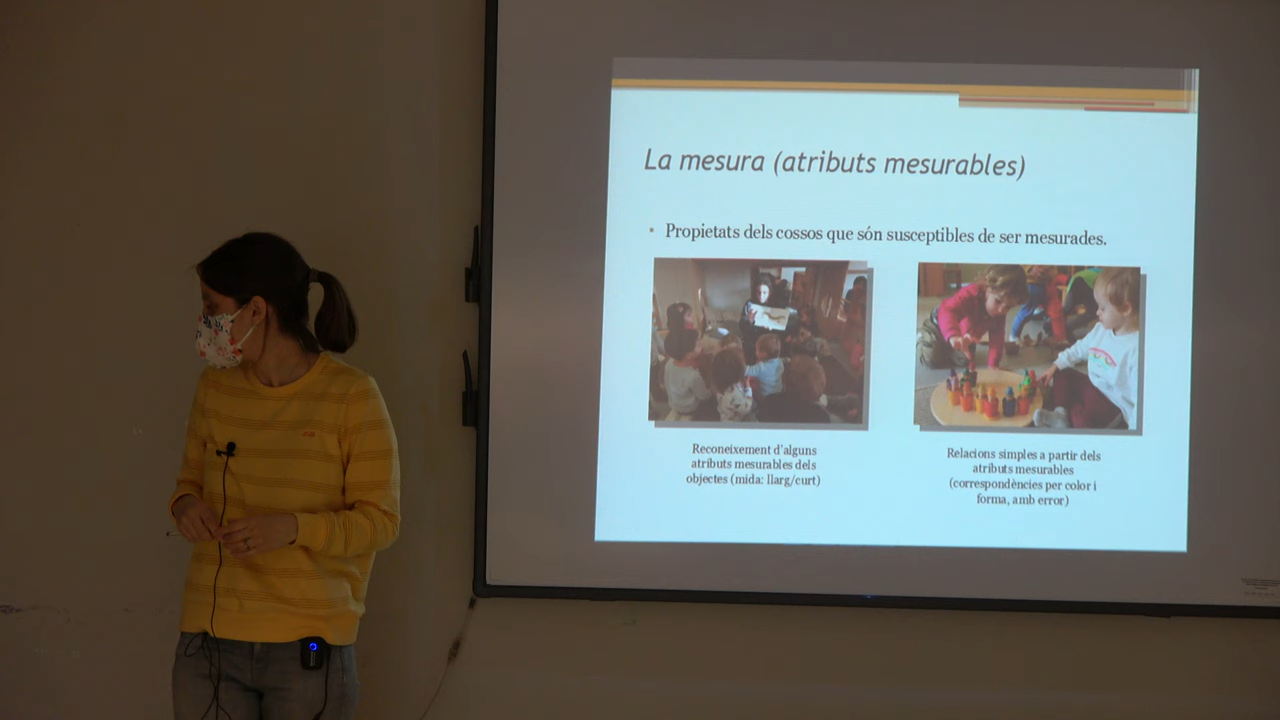 La mesura (atributs mesurables)
• Propietats dels cossos que són susceptibles de ser mesurades.
Reconeixement d'alguns
atributs mesurables dels
objectes (mida: llarg/curt)
Relacions simples a partir dels
atributs mesurables
(correspondències per color i
forma, amb error)